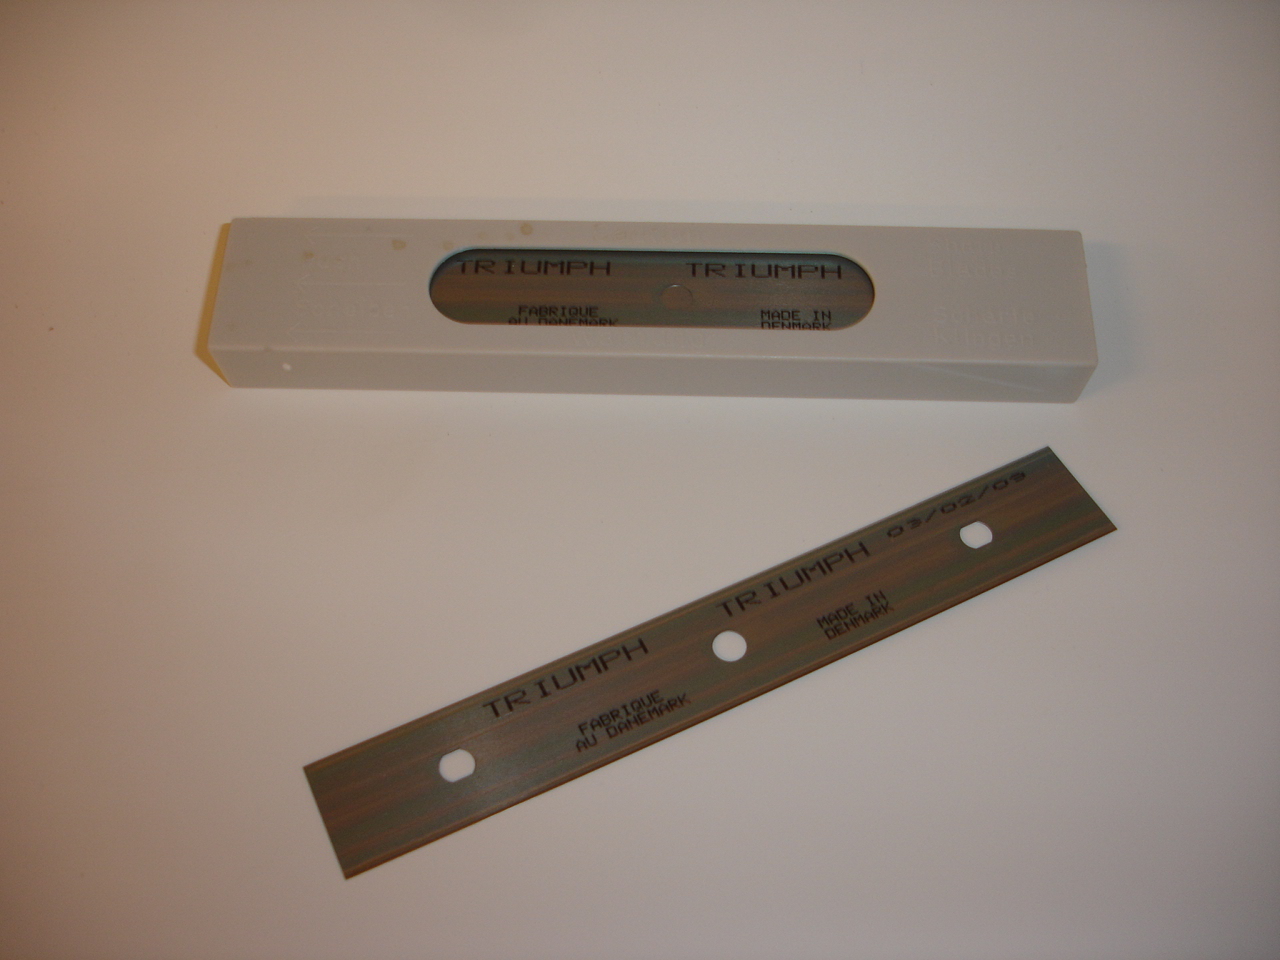 TRIUMPH TRIUMPH
FABRIQUE
AU DANEMARK
MADE IN
DENMARK
TRIUMPH TRIUMPH 03/02/09
FABRIQUE
AU DANEMARK
MADE IN
DENMARK